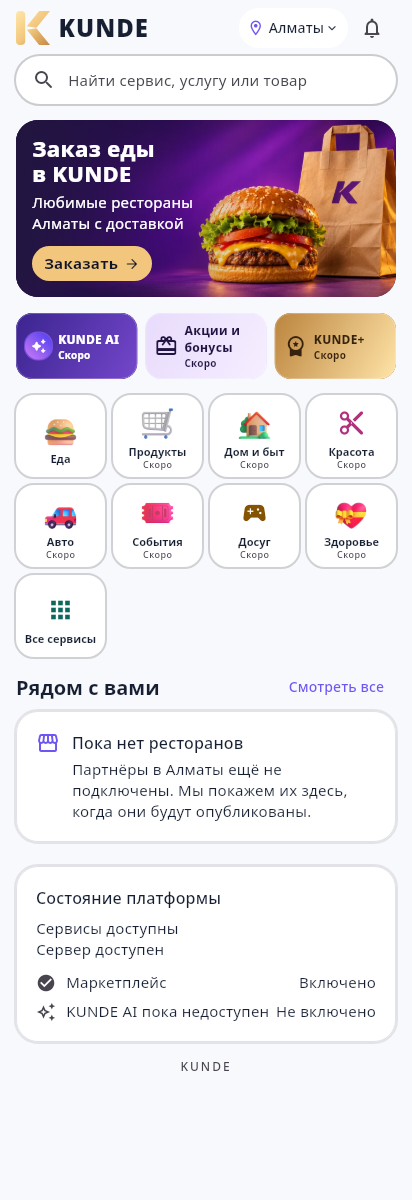 KUNDE
Алматы
Найти сервис, услугу или товар
Заказ еды
в KUNDE
Любимые рестораны
Алматы с доставкой
Заказать
K
KUNDE AI
Скоро
Акции и
бонусы
Скоро
KUNDE+
Скоро
Еда
Продукты
Скоро
Дом и быт
Скоро
Красота
Скоро
Авто
Скоро
События
Скоро
Досуг
Скоро
Здоровье
Скоро
Все сервисы
Рядом с вами
Смотреть все
Пока нет ресторанов
Партнёры в Алматы ещё не
подключены. Мы покажем их здесь,
когда они будут опубликованы.
Состояние платформы
Сервисы доступны
Сервер доступен
Маркетплейс Включено
KUNDE AI пока недоступен Не включено
KUNDE